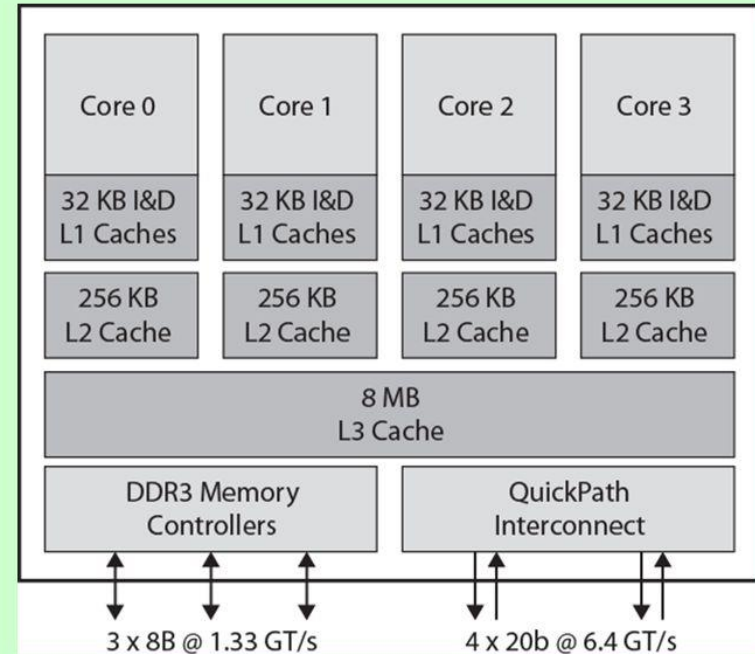 Core 0
Core 1
Core 2
Core 3
32 KB I&D
L1 Caches
32 KB I&D
L1 Caches
32 KB I&D
L1 Caches
32 KB I&D
L1 Caches
256 KB
L2 Cache
256 KB
L2 Cache
256 KB
L2 Cache
256 KB
L2 Cache
8 MB
L3 Cache
DDR3 Memory
Controllers
QuickPath
Interconnect
3 x 8B @ 1.33 GT/s
4 x 20b @ 6.4 GT/s